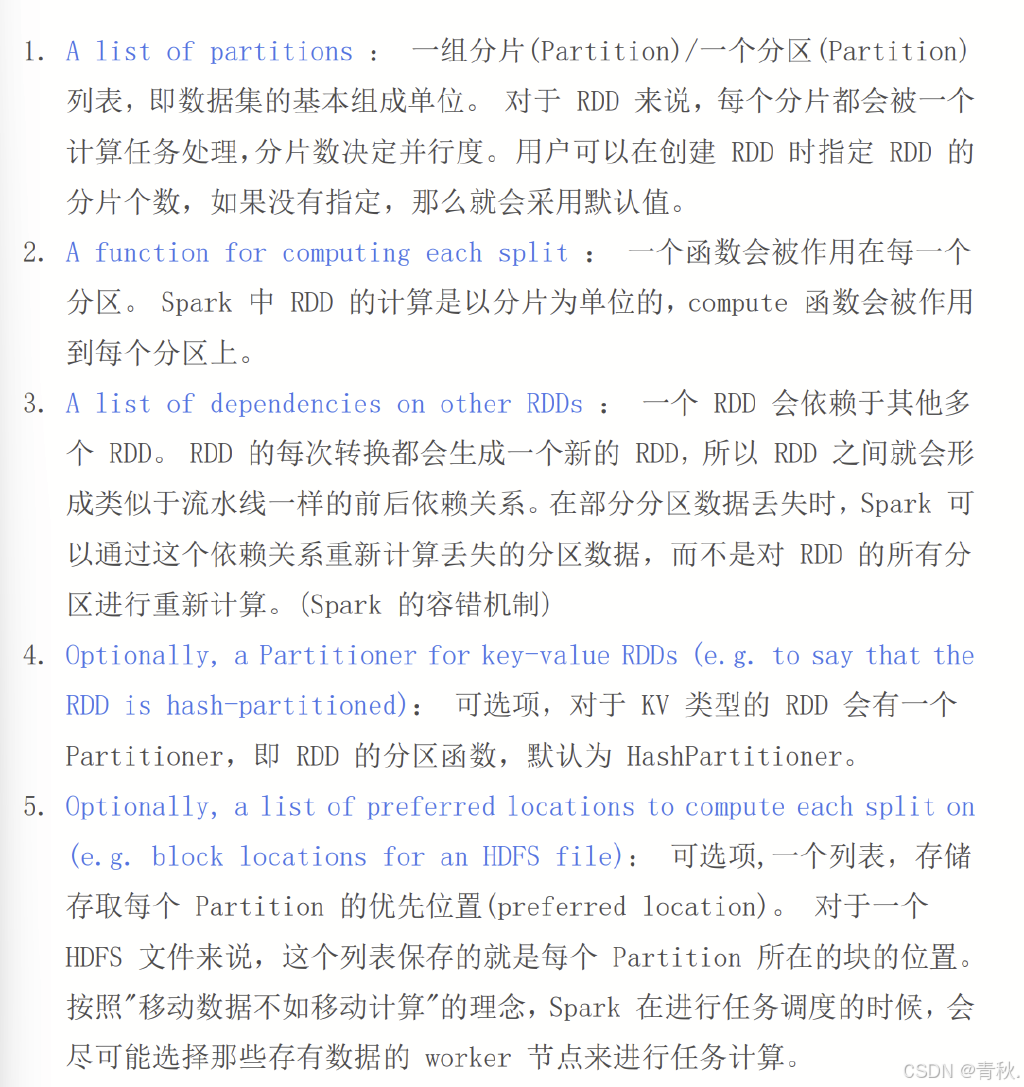 1. A list of partitions ： 一组分片(Partition)/一个分区(Partition)
列表，即数据集的基本组成单位。 对于 RDD 来说，每个分片都会被一个
计算任务处理，分片数决定并行度。用户可以在创建 RDD 时指定 RDD 的
分片个数，如果没有指定，那么就会采用默认值。
2. A function for computing each split ： 一个函数会被作用在每一个
分区。 Spark 中 RDD 的计算是以分片为单位的，compute 函数会被作用
到每个分区上。
3. A list of dependencies on other RDDs ： 一个 RDD 会依赖于其他多
个 RDD。 RDD 的每次转换都会生成一个新的 RDD，所以 RDD 之间就会形
成类似于流水线一样的前后依赖关系。在部分分区数据丢失时，Spark 可
以通过这个依赖关系重新计算丢失的分区数据，而不是对 RDD 的所有分
区进行重新计算。(Spark 的容错机制)
4. Optionally, a Partitioner for key-value RDDs (e.g. to say that the
RDD is hash-partitioned)： 可选项，对于 KV 类型的 RDD 会有一个
Partitioner，即 RDD 的分区函数，默认为 HashPartitioner。
5. Optionally, a list of preferred locations to compute each split on
(e.g. block locations for an HDFS file)： 可选项,一个列表，存储
存取每个 Partition 的优先位置(preferred location)。 对于一个
HDFS 文件来说，这个列表保存的就是每个 Partition 所在的块的位置。
按照"移动数据不如移动计算"的理念，Spark 在进行任务调度的时候，会
尽可能选择那些存有数据的 worker 节点来进行任务计算。
CSDN @青秋.